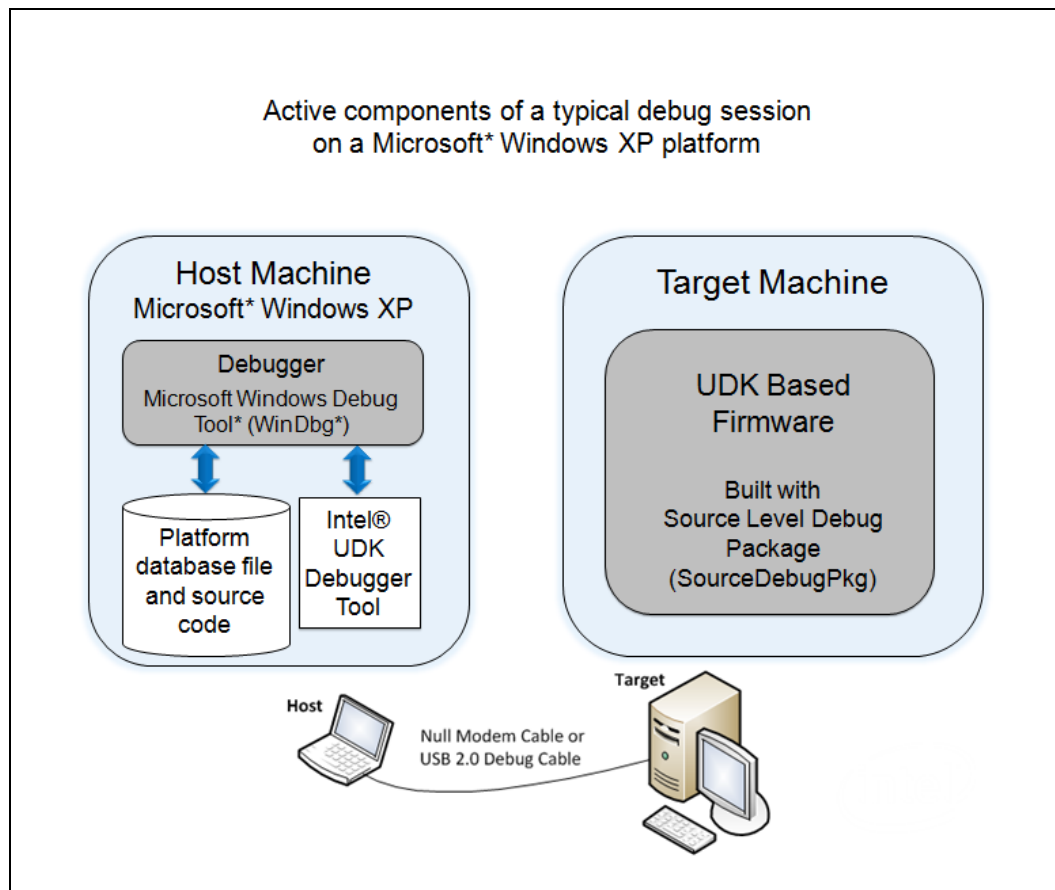 Active components of a typical debug session
on a Microsoft* Windows XP platform
Host Machine
Microsoft* Windows XP
Debugger
Microsoft Windows Debug
Tool* (WinDbg*)
Platform
database file
and source
code
Intel®
UDK
Debugger
Tool
Target Machine
UDK Based
Firmware
Built with
Source Level Debug
Package
(SourceDebugPkg)
Host
Null Modem Cable or
USB 2.0 Debug Cable
Target